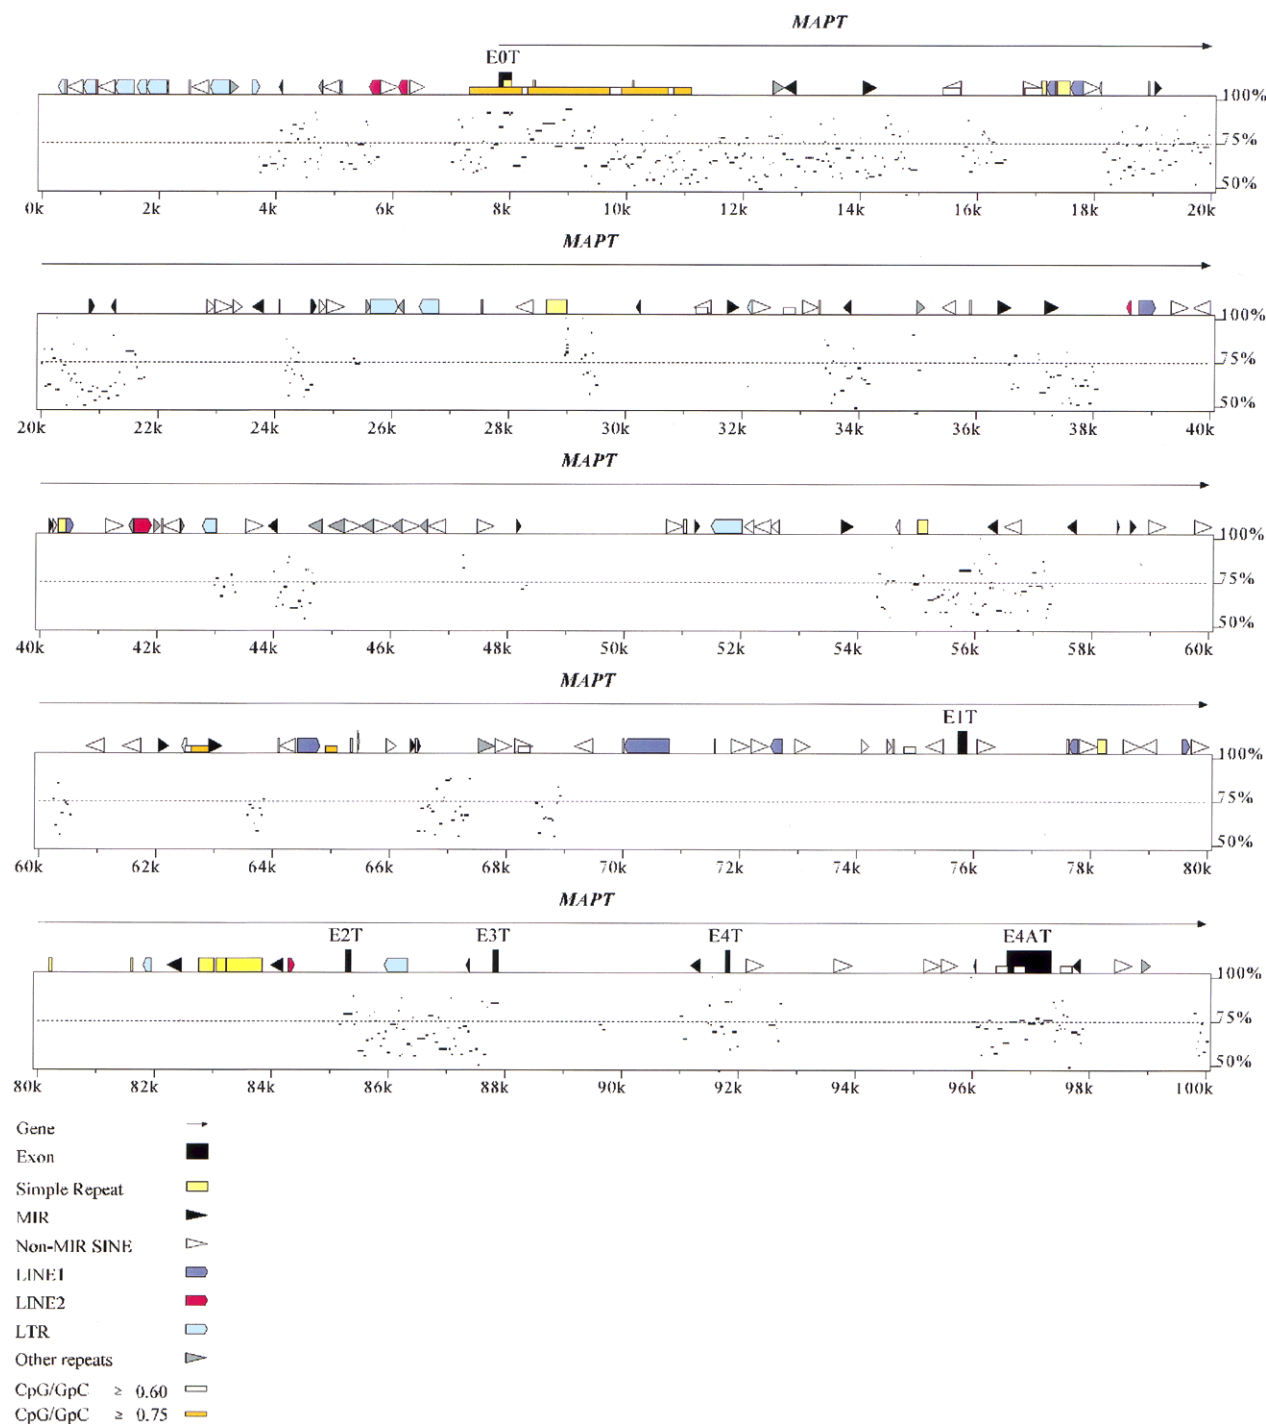 MAPT
E0T
100%
75%
50%
0k 2k 4k 6k 8k 10k 12k 14k 16k 18k 20k
MAPT
100%
75%
50%
20k 22k 24k 26k 28k 30k 32k 34k 36k 38k 40k
MAPT
100%
75%
50%
40k 42k 44k 46k 48k 50k 52k 54k 56k 58k 60k
MAPT
E1T
100%
75%
50%
60k 62k 64k 66k 68k 70k 72k 74k 76k 78k 80k
MAPT
E2T E3T E4T E4AT
100%
75%
50%
80k 82k 84k 86k 88k 90k 92k 94k 96k 98k 100k
Gene
Exon
Simple Repeat
MIR
Non-MIR SINE
LINE1
LINE2
LTR
Other repeats
CpG/GpC ≥ 0.60
CpG/GpC ≥ 0.75